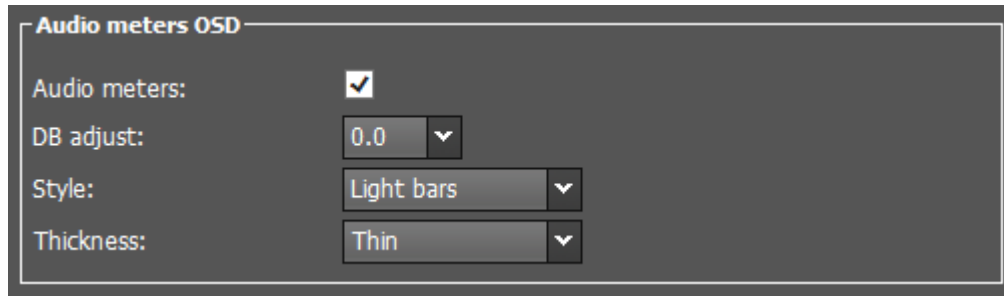 Audio meters OSD
Audio meters:
DB adjust: 0.0
Style: Light bars
Thickness: Thin